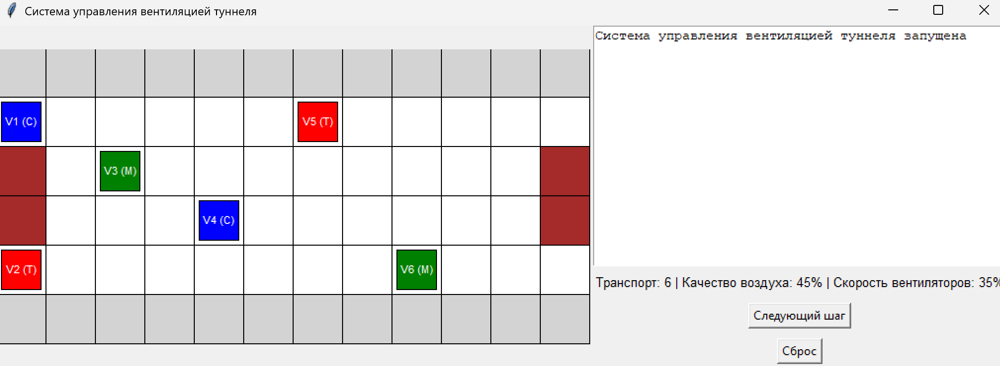 Система управления вентиляцией туннеля
Система управления вентиляцией туннеля запущена
V1 (C)
V5 (T)
V3 (M)
V4 (C)
V2 (T)
V6 (M)
Транспорт: 6 | Качество воздуха: 45% | Скорость вентиляторов: 35%
Следующий шаг
Сброс